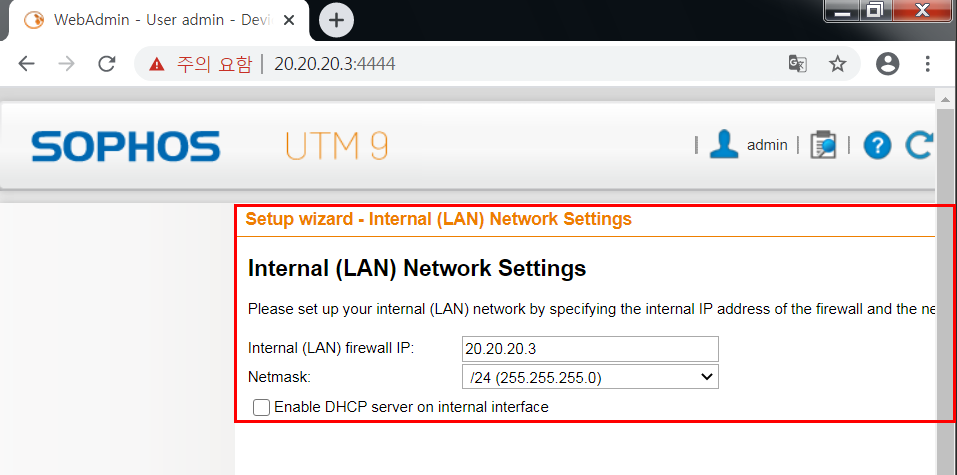 WebAdmin - User admin - Devi
주의 요함 | 20.20.20.3:4444
SOPHOS UTM 9 | admin | |
Setup wizard - Internal (LAN) Network Settings
Internal (LAN) Network Settings
Please set up your internal (LAN) network by specifying the internal IP address of the firewall and the ne
Internal (LAN) firewall IP: 20.20.20.3
Netmask: /24 (255.255.255.0)
Enable DHCP server on internal interface